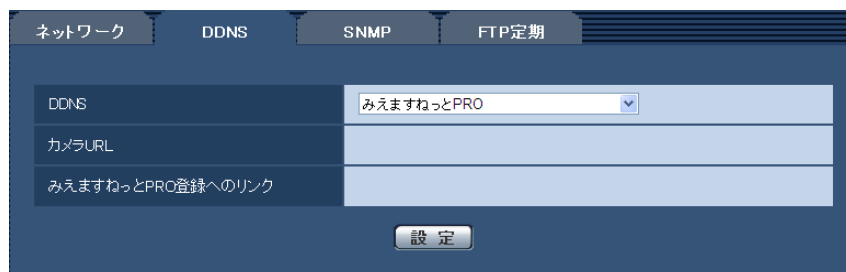 ネットワーク DDNS SNMP FTP定期
DDNS みえますねっとPRO
カメラURL
みえますねっとPRO登録へのリンク
設定